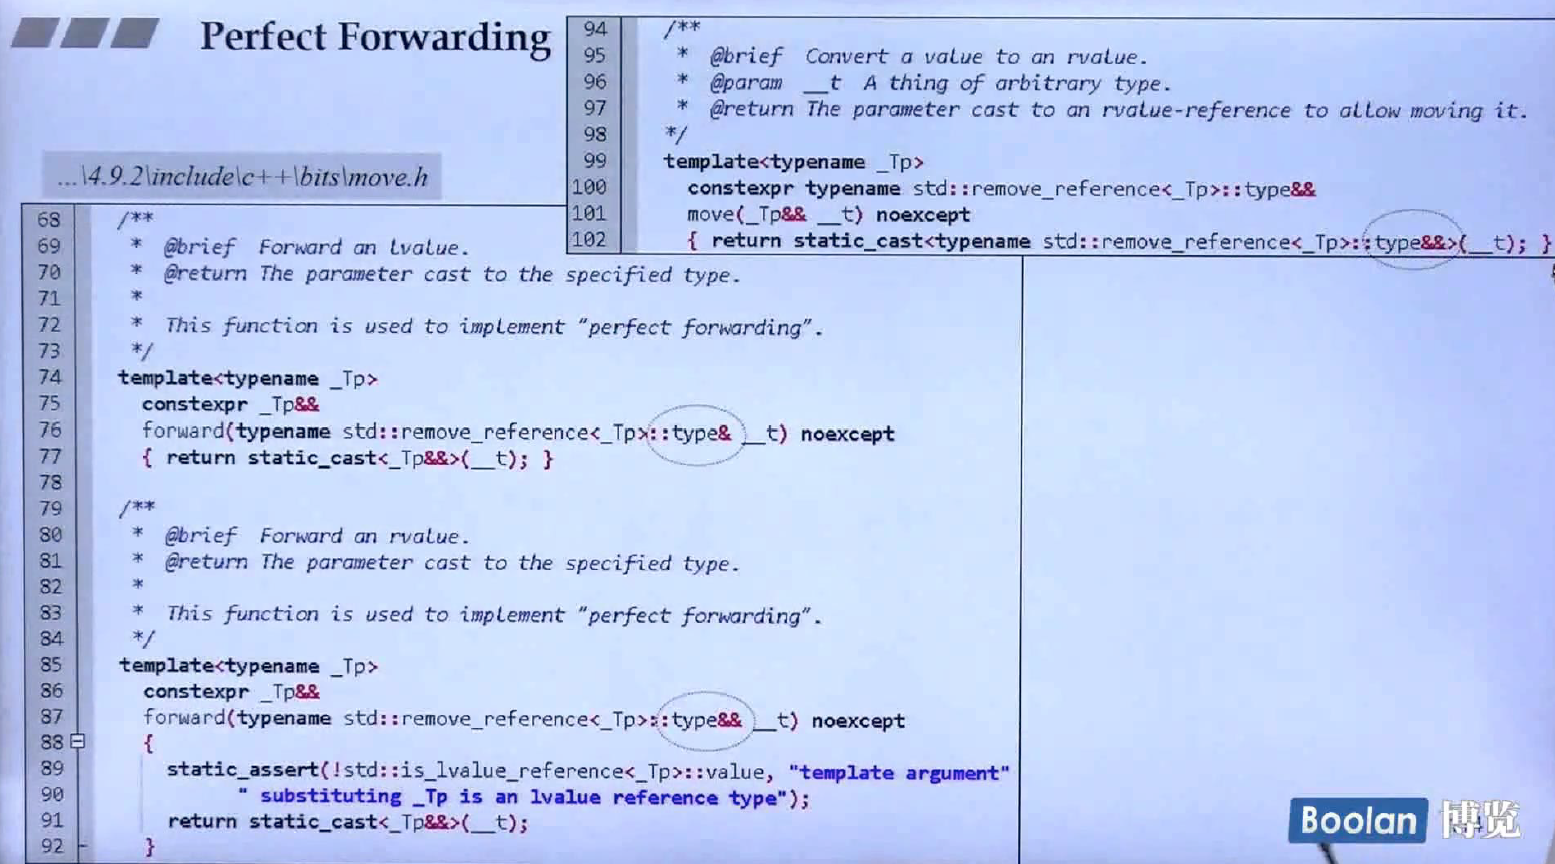 Perfect Forwarding
...\4.9.2\include\c++\bits\move.h
94 /**
95 * @brief Convert a value to an rvalue.
96 * @param __t A thing of arbitrary type.
97 * @return The parameter cast to an rvalue-reference to allow moving it.
98 */
99 template<typename _Tp>
100 constexpr typename std::remove_reference<_Tp>::type&&
101 move(_Tp&& __t) noexcept
102 { return static_cast<typename std::remove_reference<_Tp>::type&&>(__t); }
68 /**
69 * @brief Forward an lvalue.
70 * @return The parameter cast to the specified type.
71 *
72 * This function is used to implement "perfect forwarding".
73 */
74 template<typename _Tp>
75 constexpr _Tp&&
76 forward(typename std::remove_reference<_Tp>::type& __t) noexcept
77 { return static_cast<_Tp&&>(__t); }
78
79 /**
80 * @brief Forward an rvalue.
81 * @return The parameter cast to the specified type.
82 *
83 * This function is used to implement "perfect forwarding".
84 */
85 template<typename _Tp>
86 constexpr _Tp&&
87 forward(typename std::remove_reference<_Tp>::type&& __t) noexcept
88 {
89 static_assert(!std::is_lvalue_reference<_Tp>::value, "template argument"
90 " substituting _Tp is an lvalue reference type");
91 return static_cast<_Tp&&>(__t);
92 }
Boolan 博览